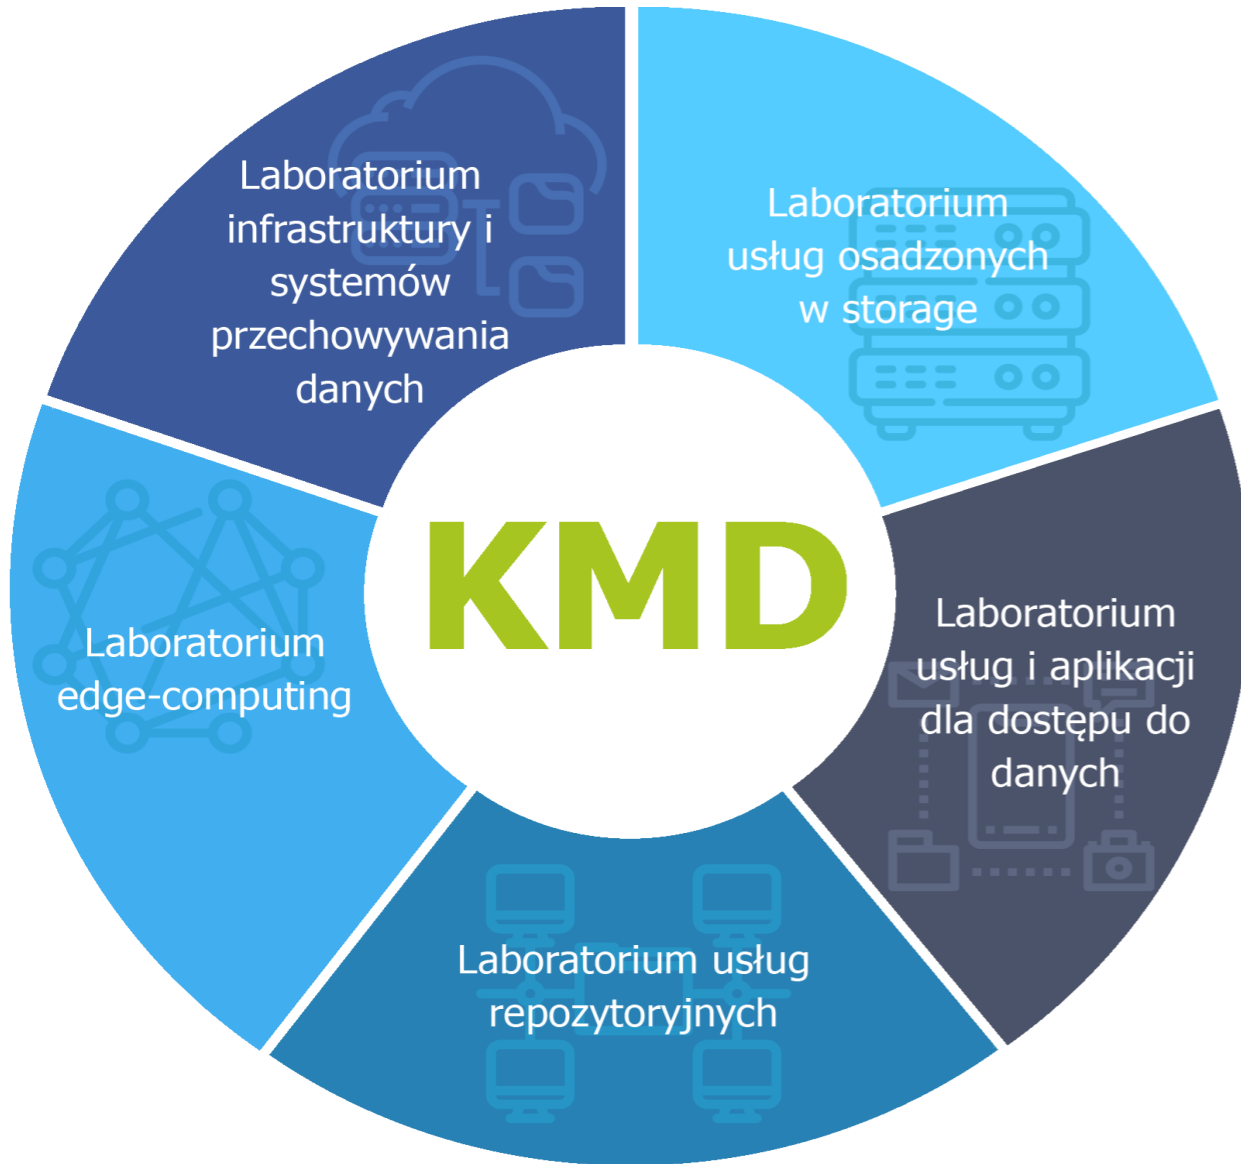 Laboratorium
infrastruktury i
systemów
przechowywania
danych
Laboratorium
usług osadzonych
w storage
KMD
Laboratorium
edge-computing
Laboratorium
usług i aplikacji
dla dostępu do
danych
Laboratorium usług
repozytoryjnych